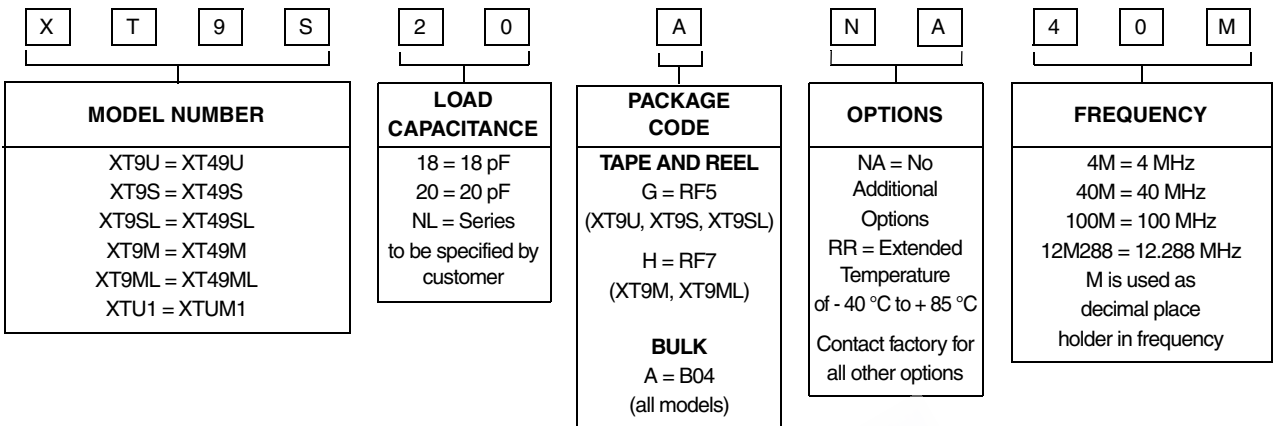 X T 9 S 2 0 A N A 4 0 M
MODEL NUMBER
XT9U = XT49U
XT9S = XT49S
XT9SL = XT49SL
XT9M = XT49M
XT9ML = XT49ML
XTU1 = XTUM1
LOAD
CAPACITANCE
18 = 18 pF
20 = 20 pF
NL = Series
to be specified by
customer
PACKAGE
CODE
TAPE AND REEL
G = RF5
(XT9U, XT9S, XT9SL)
H = RF7
(XT9M, XT9ML)
BULK
A = B04
(all models)
OPTIONS
NA = No
Additional
Options
RR = Extended
Temperature
of - 40 °C to + 85 °C
Contact factory for
all other options
FREQUENCY
4M = 4 MHz
40M = 40 MHz
100M = 100 MHz
12M288 = 12.288 MHz
M is used as
decimal place
holder in frequency